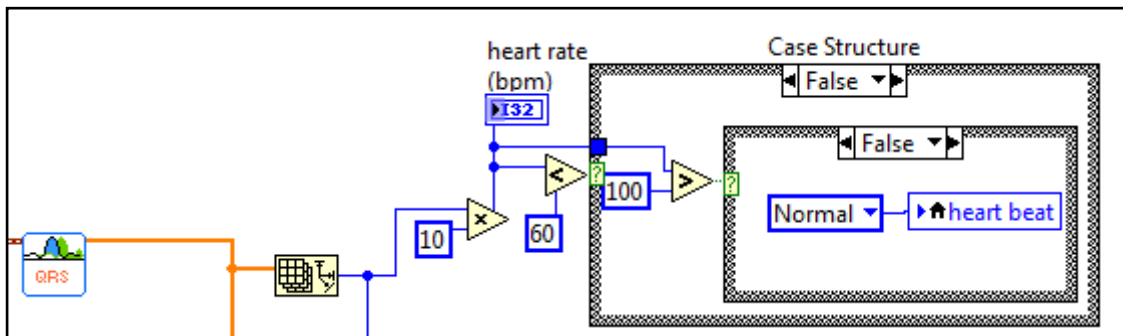 heart rate
(bpm)
I32
Case Structure
False
False
<
?
100
>
?
Normal
heart beat
×
10
60
QRS